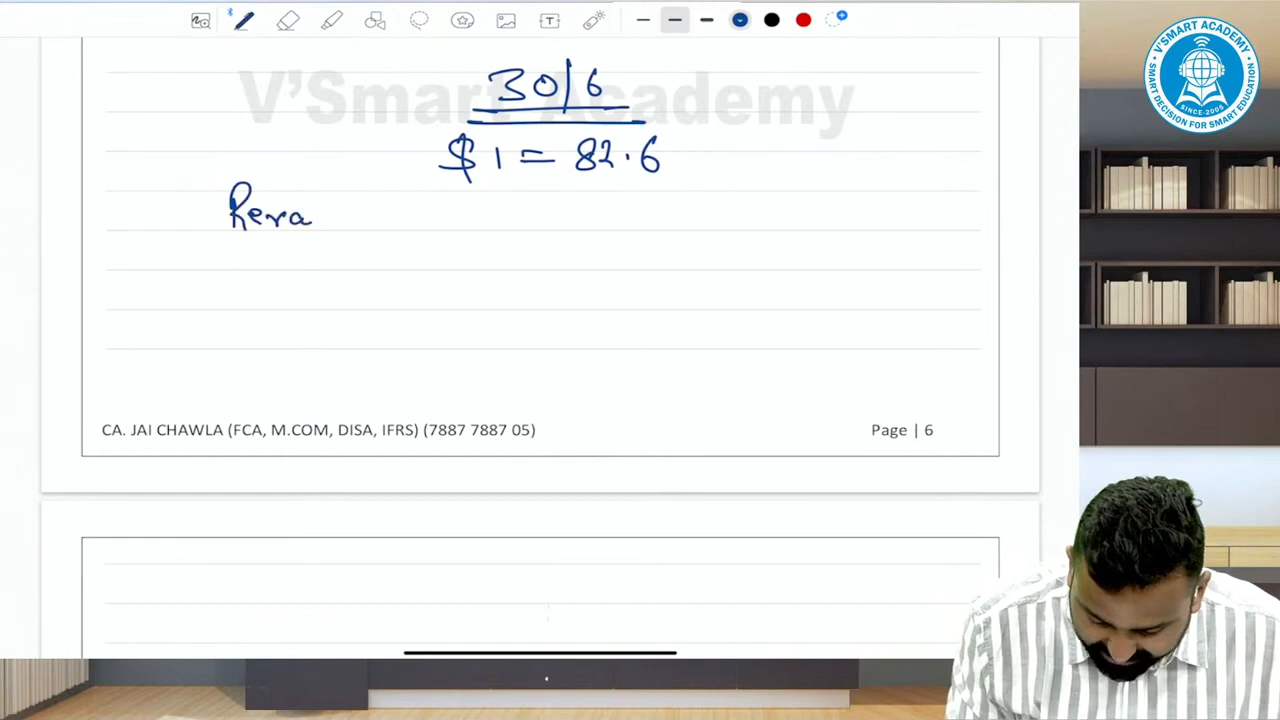 V'SMART ACADEMY
SMART DECISION FOR SMART EDUCATION
SINCE-2005
V'Smart Academy
30/6
$1 = 82.6
Reva
CA. JAI CHAWLA (FCA, M.COM, DISA, IFRS) (7887 7887 05)
Page | 6